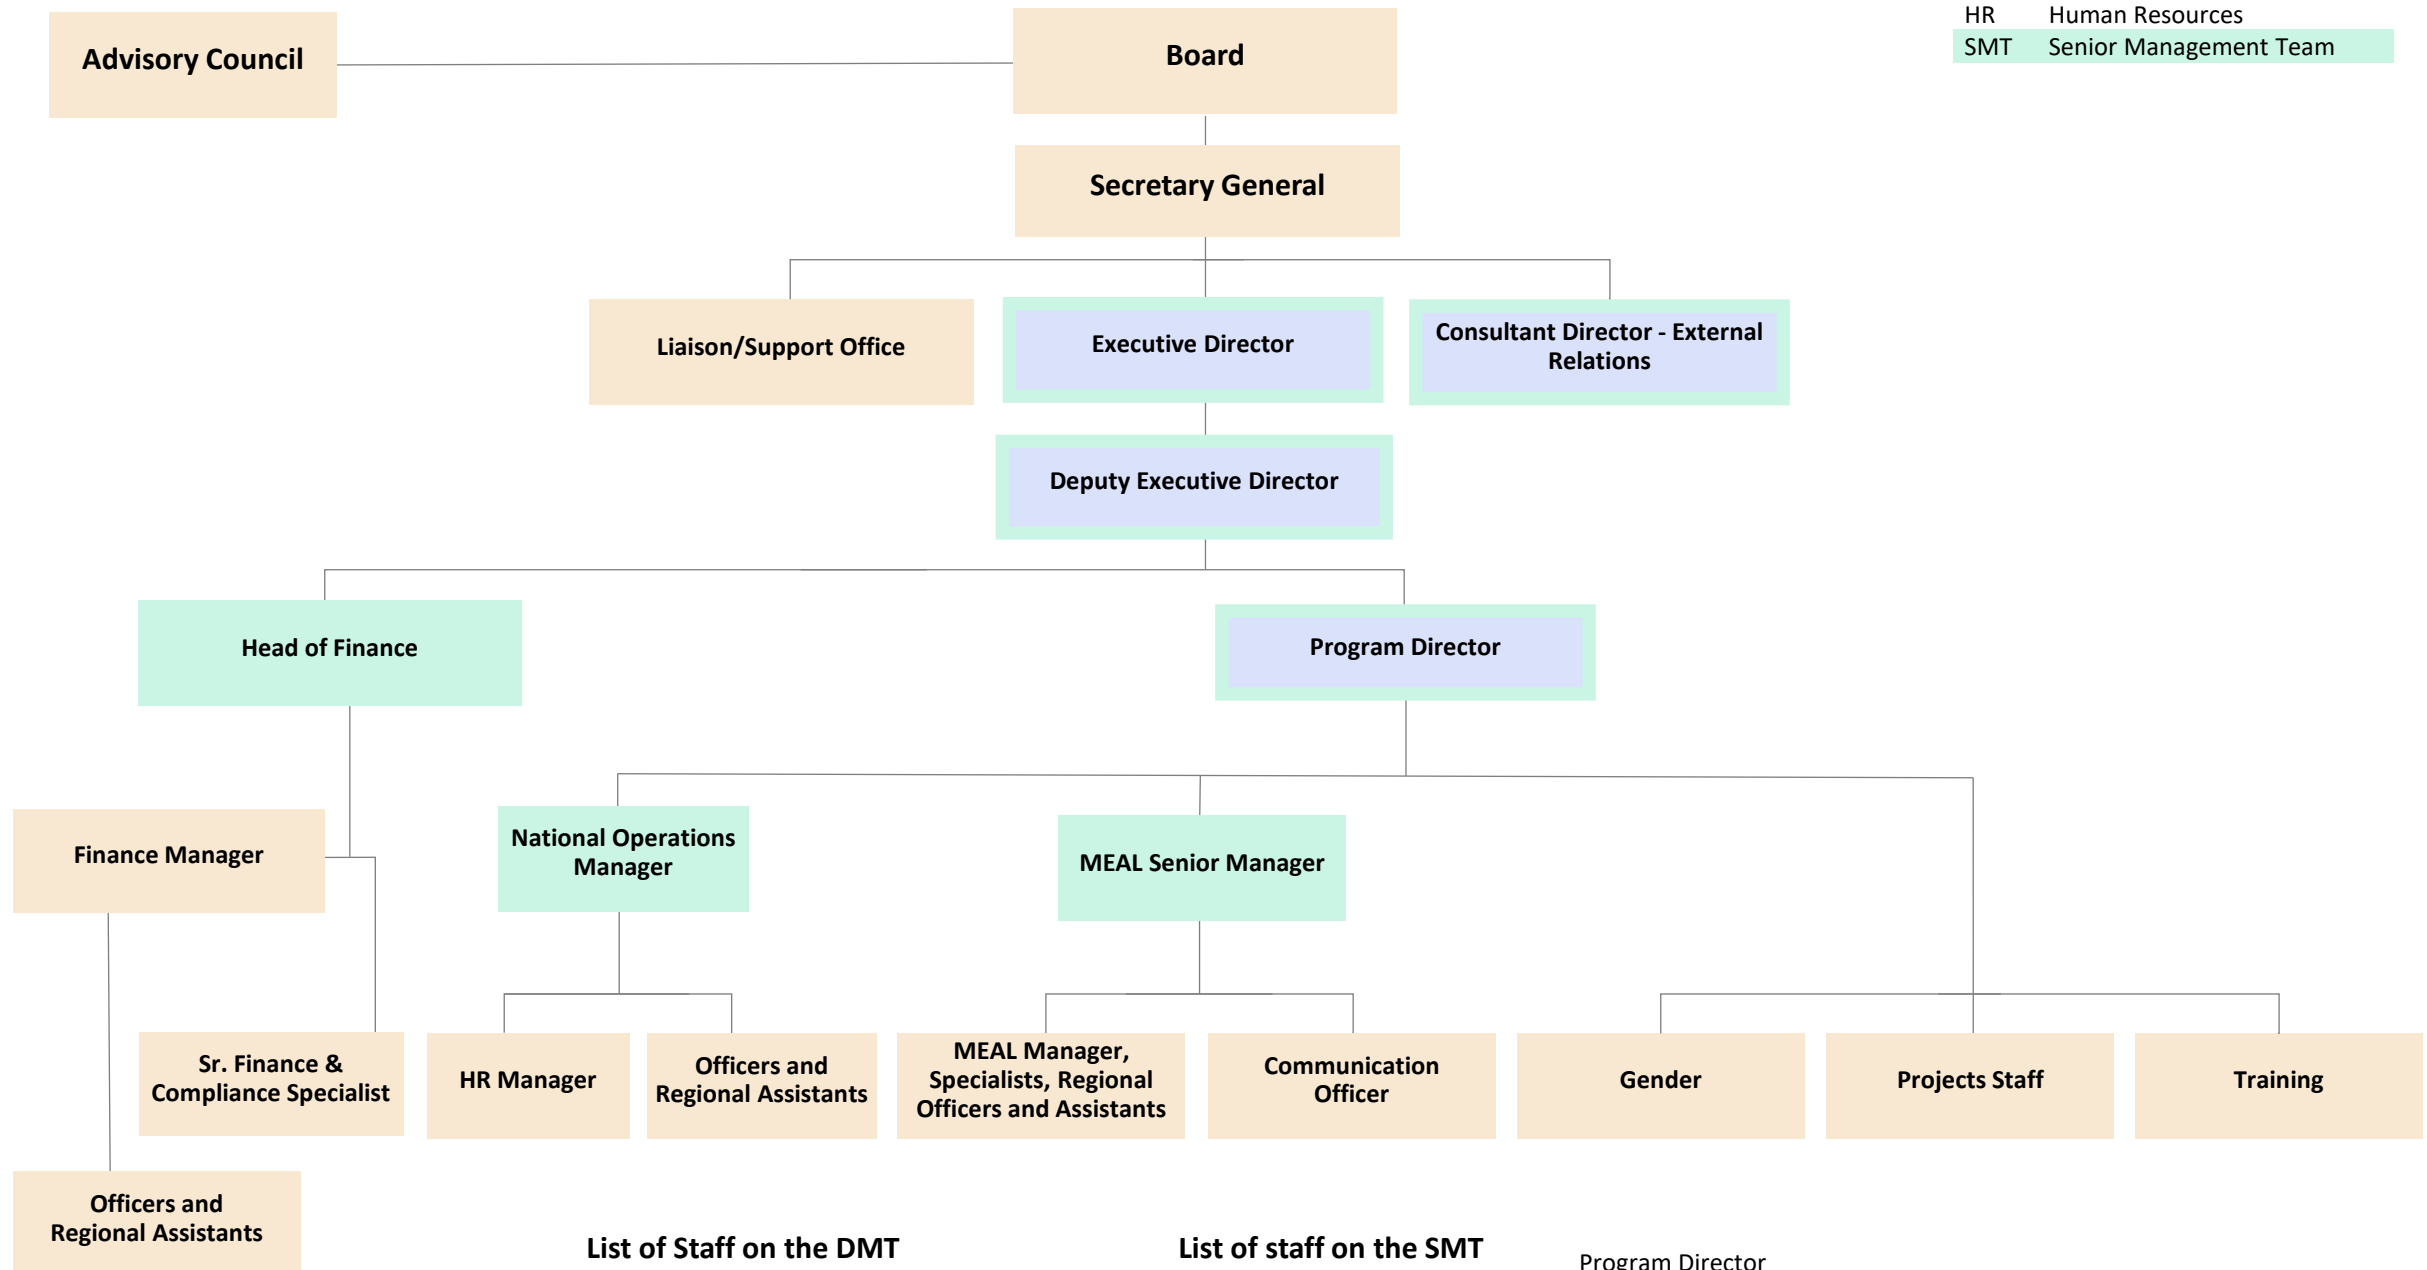 HR Human Resources
SMT Senior Management Team
Advisory Council
Board
Secretary General
Liaison/Support Office
Executive Director
Consultant Director - External
Relations
Deputy Executive Director
Head of Finance
Program Director
Finance Manager
National Operations
Manager
MEAL Senior Manager
Sr. Finance &
Compliance Specialist
HR Manager
Officers and
Regional Assistants
MEAL Manager,
Specialists, Regional
Officers and Assistants
Communication
Officer
Gender
Projects Staff
Training
Officers and
Regional Assistants
List of Staff on the DMT
List of staff on the SMT
Program Director